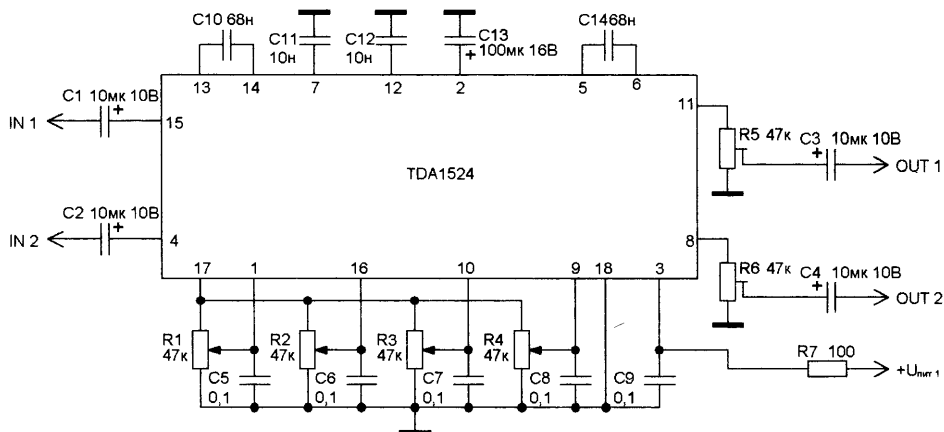 C10 68н
C11
10н
C12
10н
C13
100мк 16В
+
C14 68н
13
14
7
12
2
5
6
C1 10мк 10В
+
IN 1
15
11
R5 47к
C3 10мк 10В
+
OUT 1
TDA1524
C2 10мк 10В
+
IN 2
4
8
R6 47к
C4 10мк 10В
+
OUT 2
17
1
16
10
9
18
3
R1
47к
R2
47к
R3
47к
R4
47к
R7 100
+Uпит 1
C5
0,1
C6
0,1
C7
0,1
C8
0,1
C9
0,1